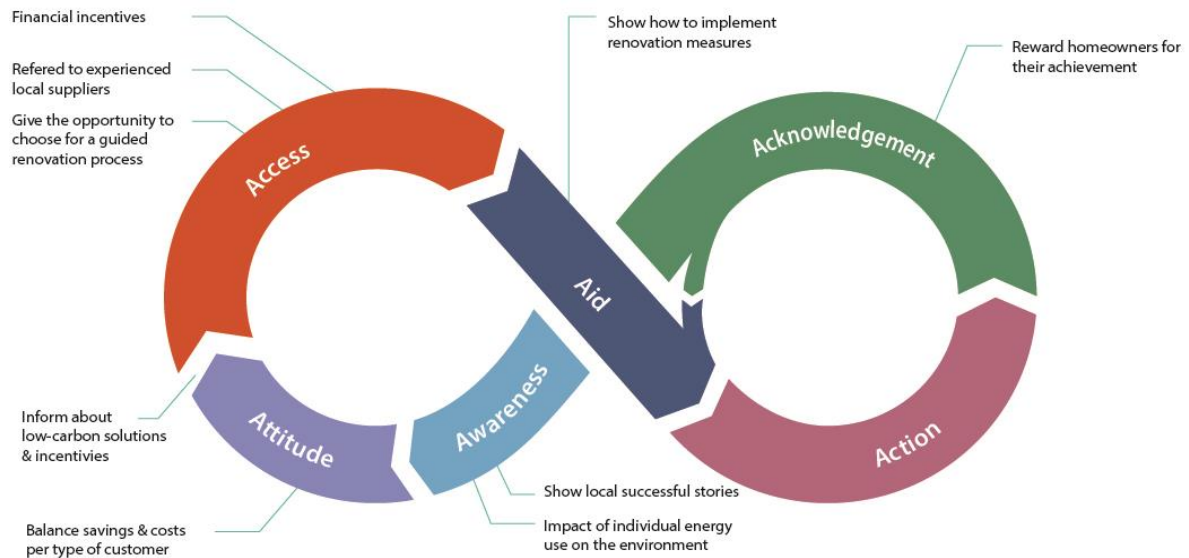 Financial incentives
Refered to experienced
local suppliers
Give the opportunity to
choose for a guided
renovation process
Access
Show how to implement
renovation measures
Reward homeowners for
their achievement
Acknowledgement
Aid
Awareness
Attitude
Action
Inform about
low-carbon solutions
& incentivies
Balance savings & costs
per type of customer
Show local successful stories
Impact of individual energy
use on the environment